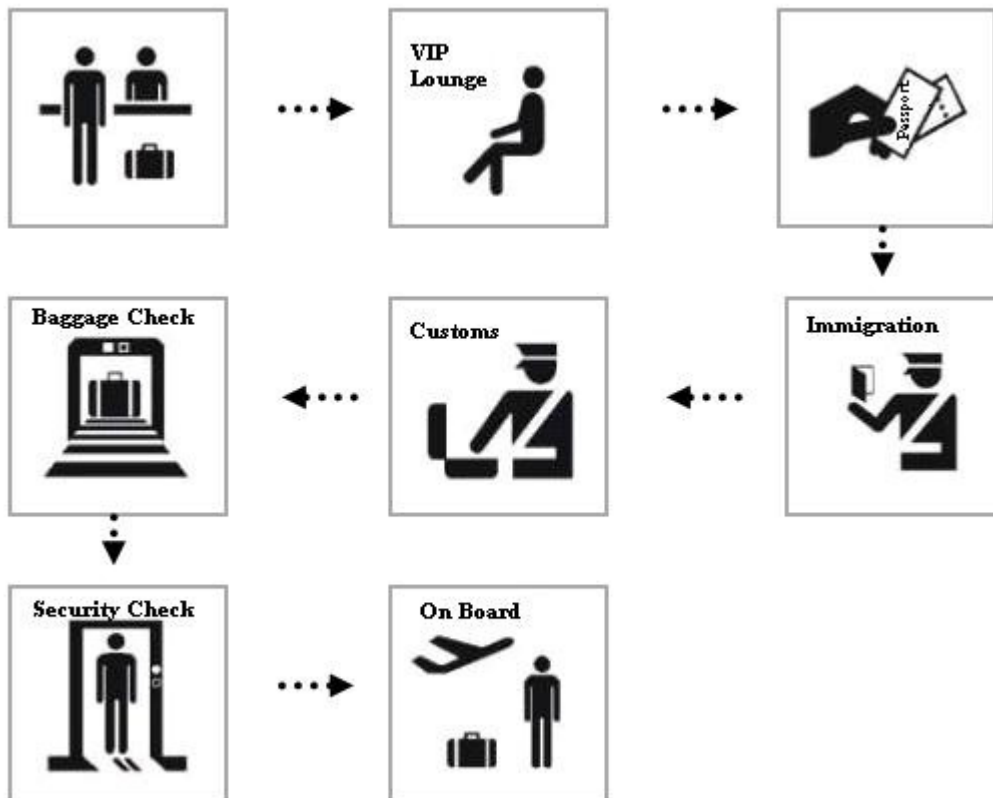 VIP
Lounge
Passport
Immigration
Customs
Baggage Check
Security Check
On Board